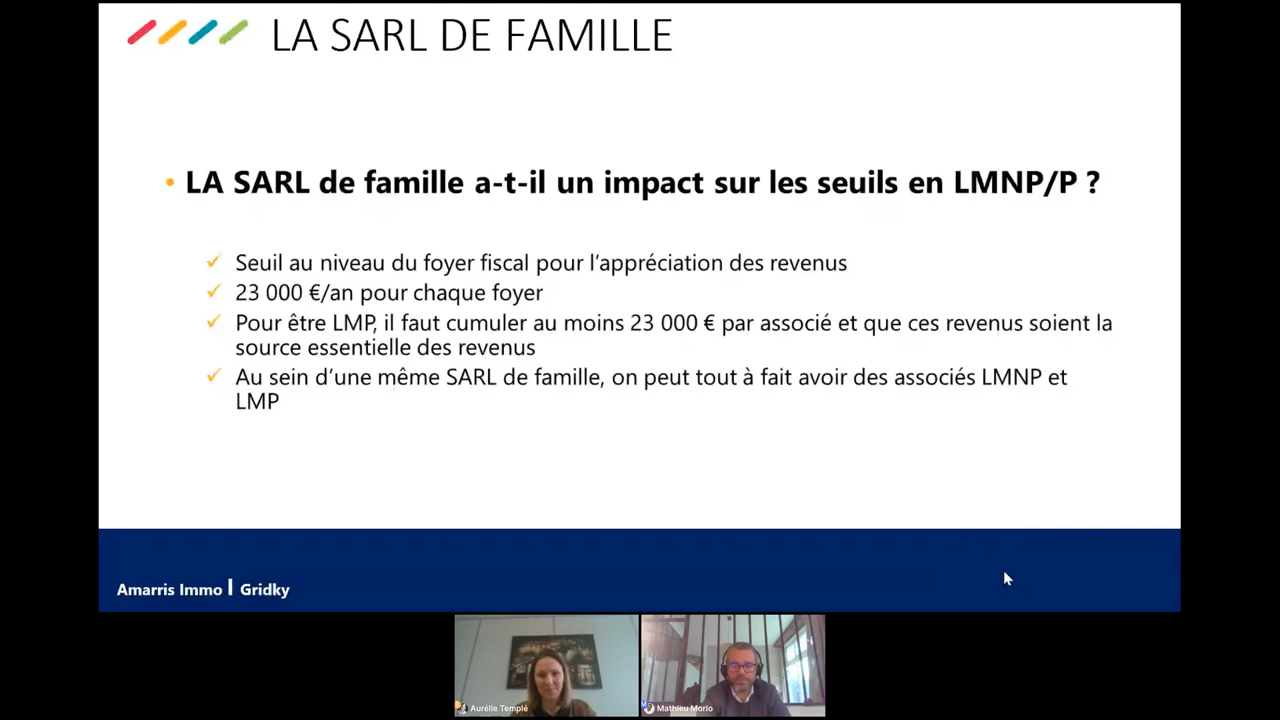 LA SARL DE FAMILLE
• LA SARL de famille a-t-il un impact sur les seuils en LMNP/P ?
✓ Seuil au niveau du foyer fiscal pour l’appréciation des revenus
✓ 23 000 €/an pour chaque foyer
✓ Pour être LMP, il faut cumuler au moins 23 000 € par associé et que ces revenus soient la
source essentielle des revenus
✓ Au sein d’une même SARL de famille, on peut tout à fait avoir des associés LMNP et
LMP
Amarris Immo | Gridky
Aurélie Templé
Mathieu Morio